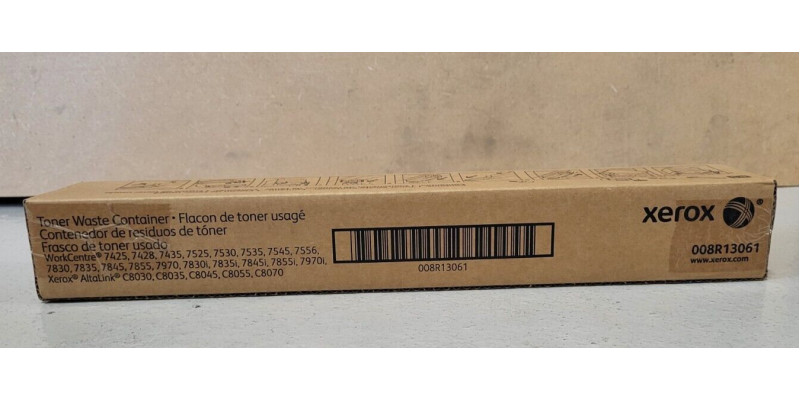 Toner Waste Container • Flacon de toner usagé
Contenedor de residuos de tóner
Frasco de toner usado
WorkCentre® 7425, 7428, 7435, 7525, 7530, 7535, 7545, 7556,
7830, 7835, 7845, 7855, 7970, 7830i, 7835i, 7845i, 7855i, 7970i,
Xerox® AltaLink® C8030, C8035, C8045, C8055, C8070
008R13061
xerox
008R13061
www.xerox.com